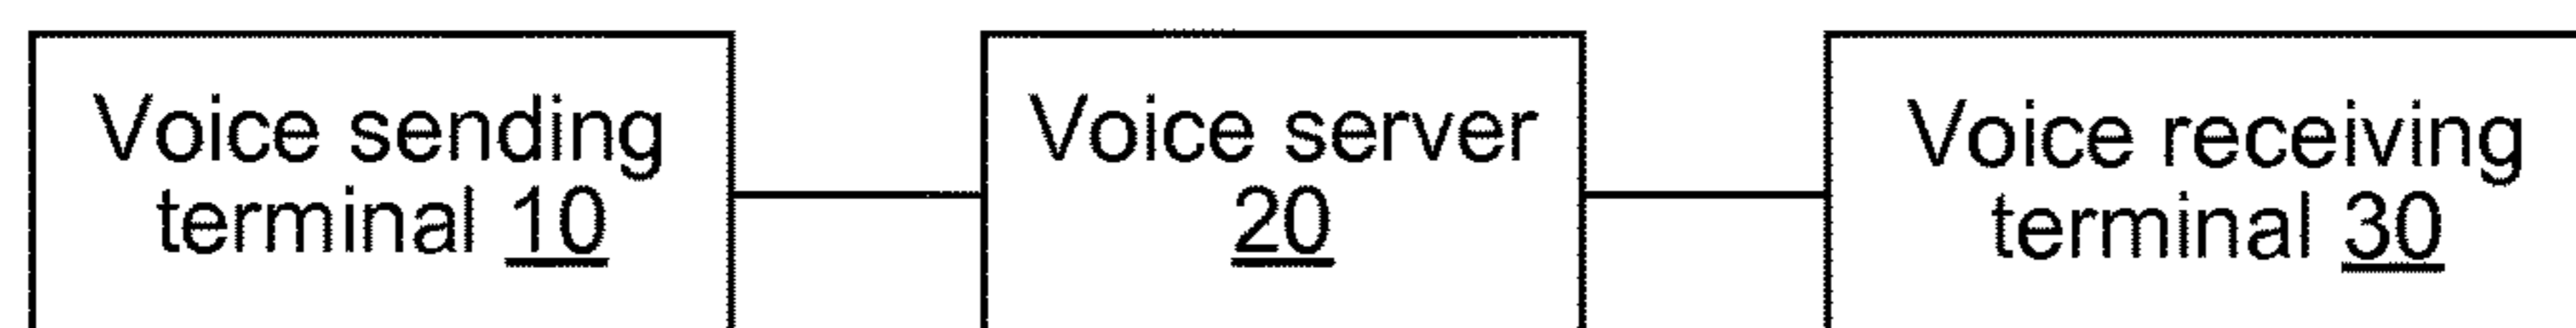 Voice sending
terminal 10
Voice server
20
Voice receiving
terminal 30